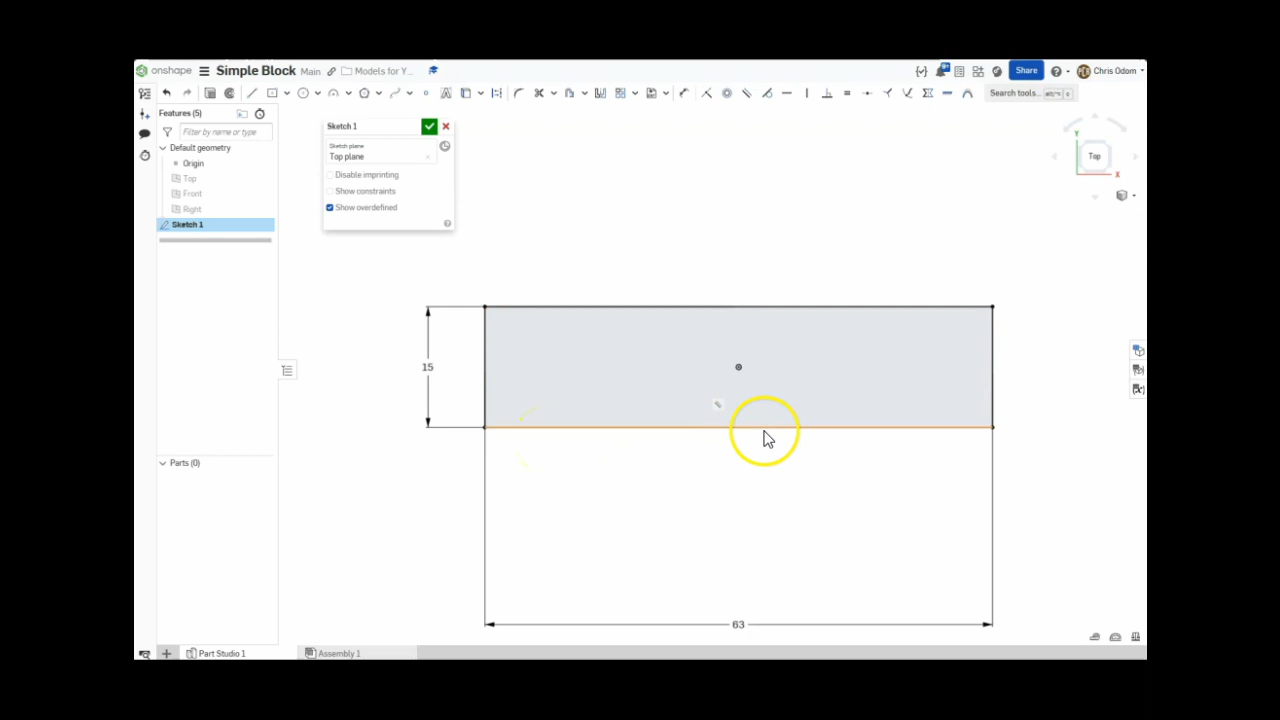 onshape Simple Block Main Models for Y... 9+ Share Chris Odom
Search tools...
Features (5)
Filter by name or type
Default geometry
Origin
Top
Front
Right
Sketch 1
Parts (0)
Sketch 1
Sketch plane
Top plane
Disable imprinting
Show constraints
Show overdefined
Y
Top
X
15
63
Part Studio 1
Assembly 1